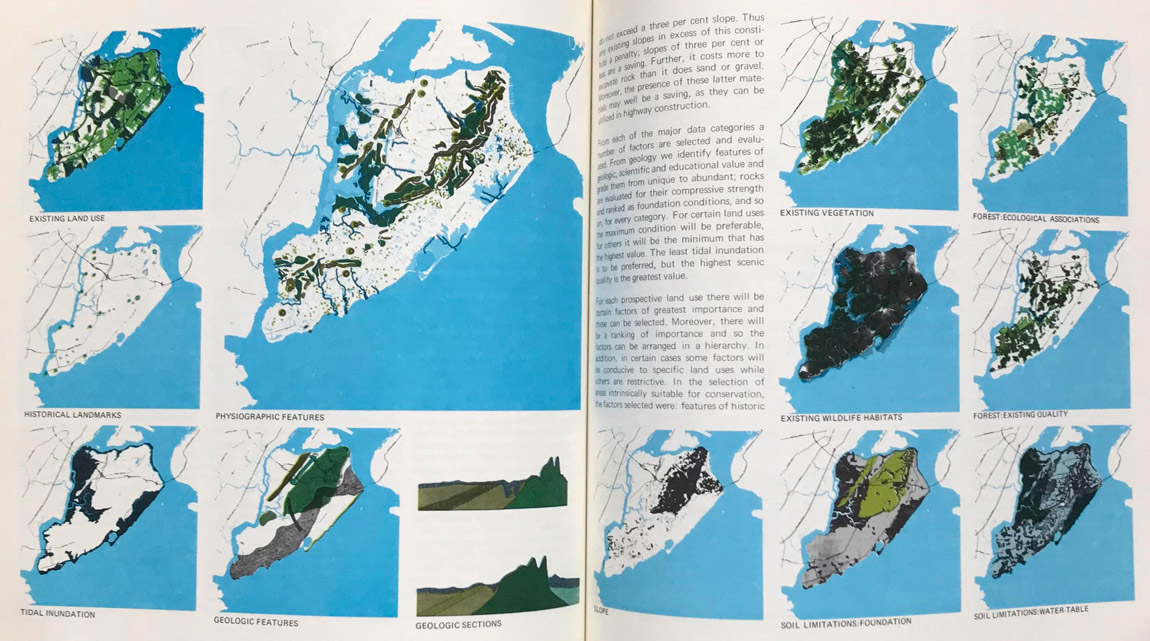 EXISTING LAND USE
HISTORICAL LANDMARKS
PHYSIOGRAPHIC FEATURES
TIDAL INUNDATION
GEOLOGIC FEATURES
GEOLOGIC SECTIONS
do not exceed a three per cent slope. Thus
any existing slopes in excess of this consti-
tute a penalty; slopes of three per cent or
less are a saving. Further, it costs more to
excavate rock than it does sand or gravel.
Moreover, the presence of these latter mate-
rials may well be a saving, as they can be
utilized in highway construction.
From each of the major data categories a
number of factors are selected and evalu-
ated. From geology we identify features of
geologic, scientific and educational value and
grade them from unique to abundant; rocks
are evaluated for their compressive strength
and ranked as foundation conditions, and so
on, for every category. For certain land uses
the maximum condition will be preferable,
for others it will be the minimum that has
the highest value. The least tidal inundation
is to be preferred, but the highest scenic
quality is the greatest value.
For each prospective land use there will be
certain factors of greatest importance and
these can be selected. Moreover, there will
be a ranking of importance and so the
factors can be arranged in a hierarchy. In
addition, in certain cases some factors will
be conducive to specific land uses while
others are restrictive. In the selection of
areas intrinsically suitable for conservation,
the factors selected were: features of historic
EXISTING VEGETATION
FOREST:ECOLOGICAL ASSOCIATIONS
EXISTING WILDLIFE HABITATS
FOREST:EXISTING QUALITY
SLOPE
SOIL LIMITATIONS:FOUNDATION
SOIL LIMITATIONS:WATER-TABLE